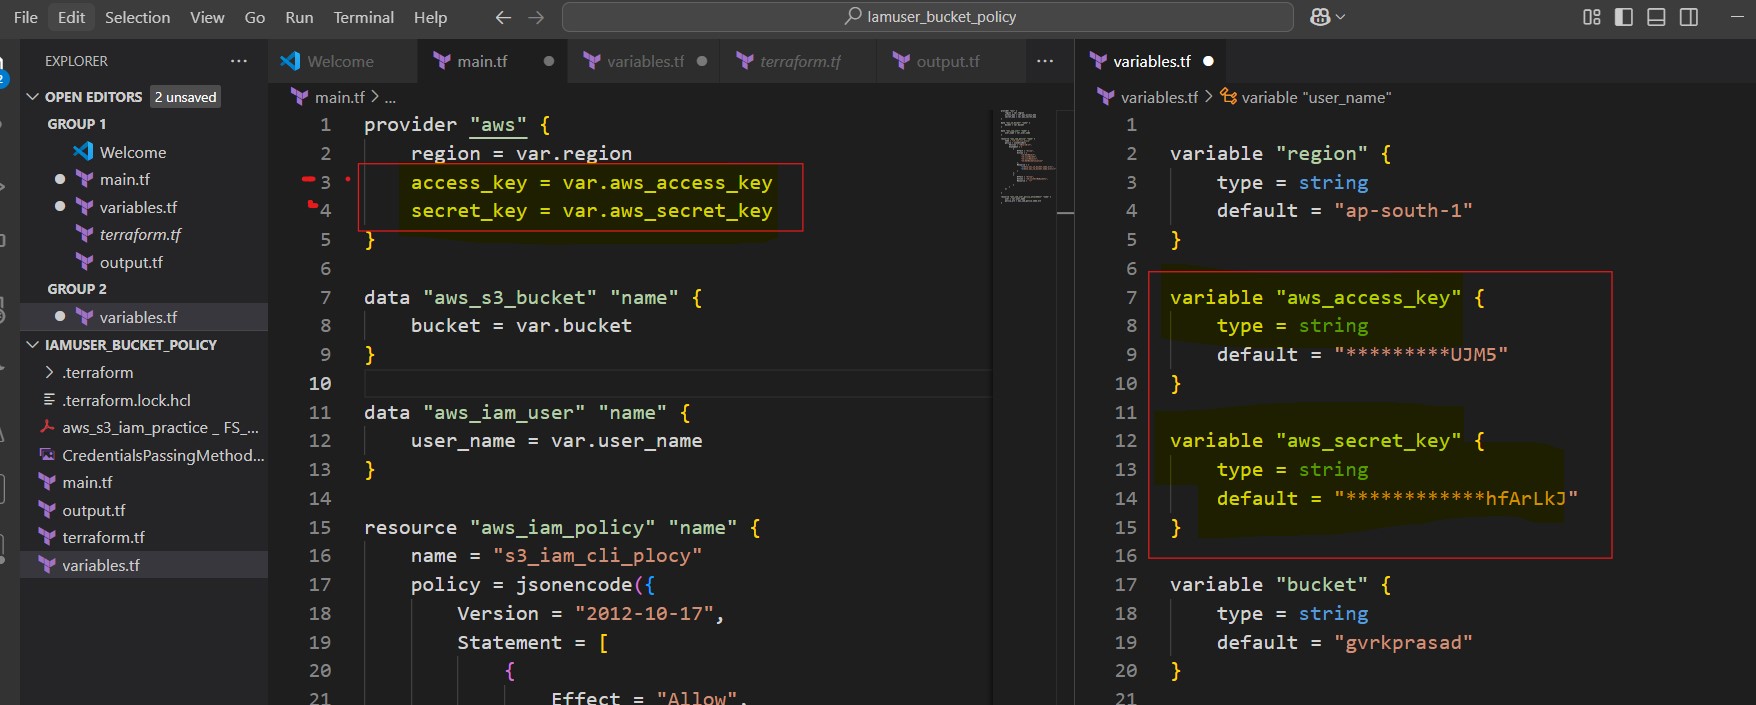 File Edit Selection View Go Run Terminal Help Iamuser_bucket_policy
EXPLORER
OPEN EDITORS 2 unsaved
GROUP 1
Welcome
main.tf
variables.tf
terraform.tf
output.tf
GROUP 2
variables.tf
IAMUSER_BUCKET_POLICY
.terraform
.terraform.lock.hcl
aws_s3_iam_practice _ FS_...
CredentialsPassingMethod...
main.tf
output.tf
terraform.tf
variables.tf
Welcome main.tf variables.tf terraform.tf output.tf ...
main.tf > ...
1 provider "aws" {
2 region = var.region
3 access_key = var.aws_access_key
4 secret_key = var.aws_secret_key
5 }
6
7 data "aws_s3_bucket" "name" {
8 bucket = var.bucket
9 }
10
11 data "aws_iam_user" "name" {
12 user_name = var.user_name
13 }
14
15 resource "aws_iam_policy" "name" {
16 name = "s3_iam_cli_plocy"
17 policy = jsonencode({
18 Version = "2012-10-17",
19 Statement = [
20 {
21 Effect = "Allow",
variables.tf
variables.tf > variable "user_name"
1
2 variable "region" {
3 type = string
4 default = "ap-south-1"
5 }
6
7 variable "aws_access_key" {
8 type = string
9 default = "*********UJM5"
10 }
11
12 variable "aws_secret_key" {
13 type = string
14 default = "************hfArLkJ"
15 }
16
17 variable "bucket" {
18 type = string
19 default = "gvrkprasad"
20 }
21